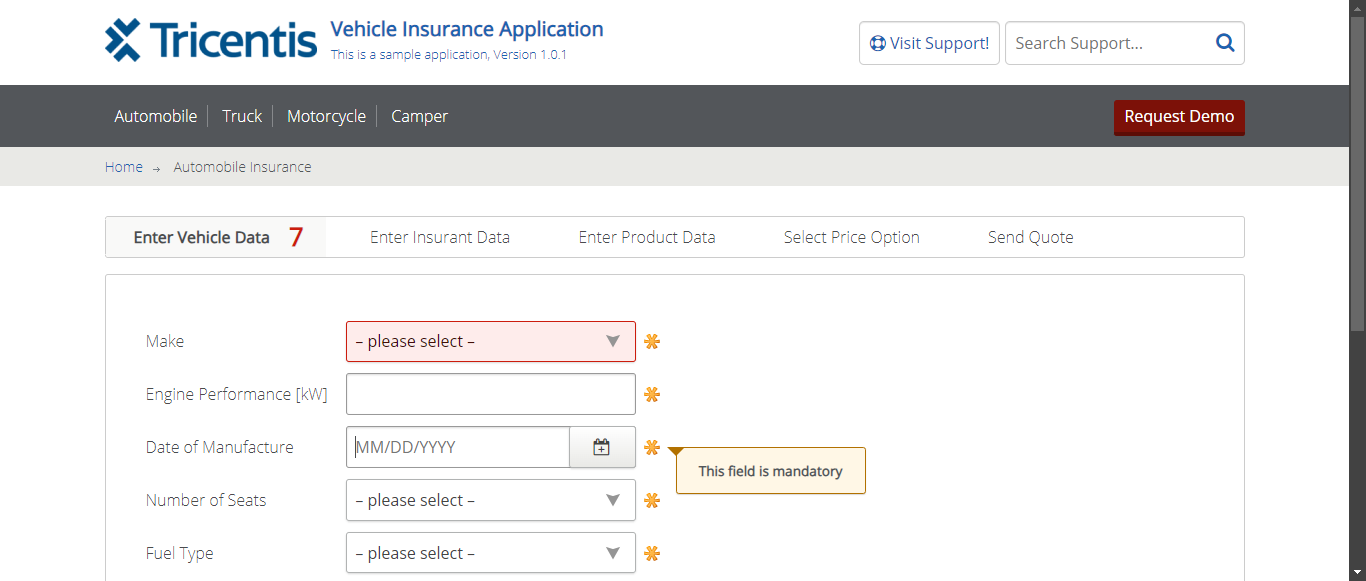 Tricentis
Vehicle Insurance Application
This is a sample application, Version 1.0.1
Visit Support!
Search Support...
Automobile
Truck
Motorcycle
Camper
Request Demo
Home → Automobile Insurance
Enter Vehicle Data 7
Enter Insurant Data
Enter Product Data
Select Price Option
Send Quote
Make
– please select –
Engine Performance [kW]
Date of Manufacture
MM/DD/YYYY
This field is mandatory
Number of Seats
– please select –
Fuel Type
– please select –